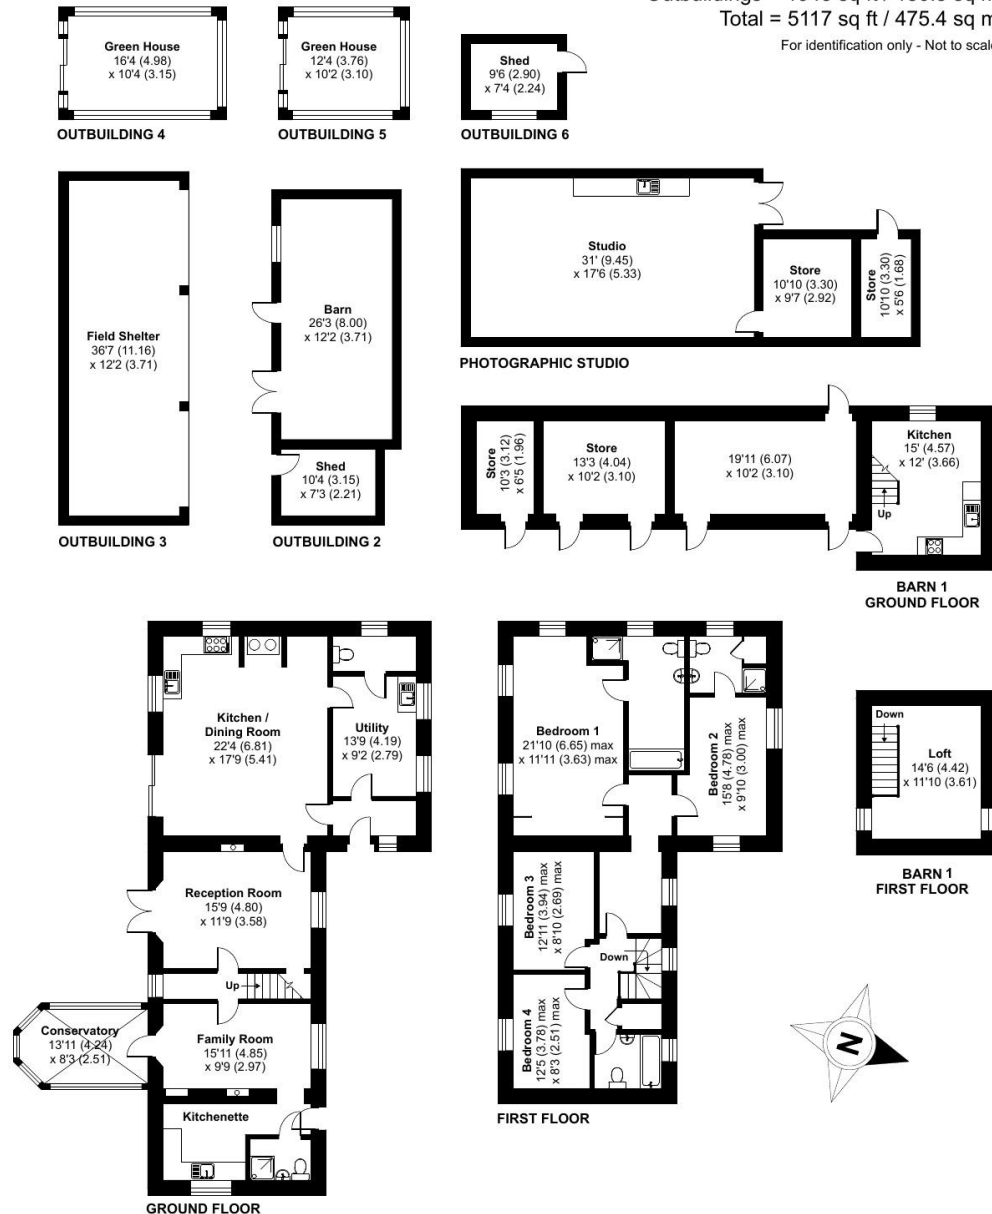 Total = 5117 sq ft / 475.4 sq m
For identification only - Not to scale
Green House
16'4 (4.98)
x 10'4 (3.15)
OUTBUILDING 4
Green House
12'4 (3.76)
x 10'2 (3.10)
OUTBUILDING 5
Shed
9'6 (2.90)
x 7'4 (2.24)
OUTBUILDING 6
Field Shelter
36'7 (11.16)
x 12'2 (3.71)
OUTBUILDING 3
Barn
26'3 (8.00)
x 12'2 (3.71)
Shed
10'4 (3.15)
x 7'3 (2.21)
OUTBUILDING 2
Studio
31' (9.45)
x 17'6 (5.33)
Store
10'10 (3.30)
x 9'7 (2.92)
Store
10'10 (3.30)
x 5'6 (1.68)
PHOTOGRAPHIC STUDIO
Store
10'3 (3.12)
x 6'5 (1.96)
Store
13'3 (4.04)
x 10'2 (3.10)
19'11 (6.07)
x 10'2 (3.10)
Kitchen
15' (4.57)
x 12' (3.66)
Up
BARN 1
GROUND FLOOR
Kitchen /
Dining Room
22'4 (6.81)
x 17'9 (5.41)
Utility
13'9 (4.19)
x 9'2 (2.79)
Reception Room
15'9 (4.80)
x 11'9 (3.58)
Up
Conservatory
13'11 (4.24)
x 8'3 (2.51)
Family Room
15'11 (4.85)
x 9'9 (2.97)
Kitchenette
GROUND FLOOR
Bedroom 1
21'10 (6.65) max
x 11'11 (3.63) max
Bedroom 2
15'8 (4.78) max
x 9'10 (3.00) max
Bedroom 3
12'11 (3.94) max
x 8'10 (2.69) max
Down
Bedroom 4
12'5 (3.78) max
x 8'3 (2.51) max
FIRST FLOOR
Down
Loft
14'6 (4.42)
x 11'10 (3.61)
BARN 1
FIRST FLOOR
N